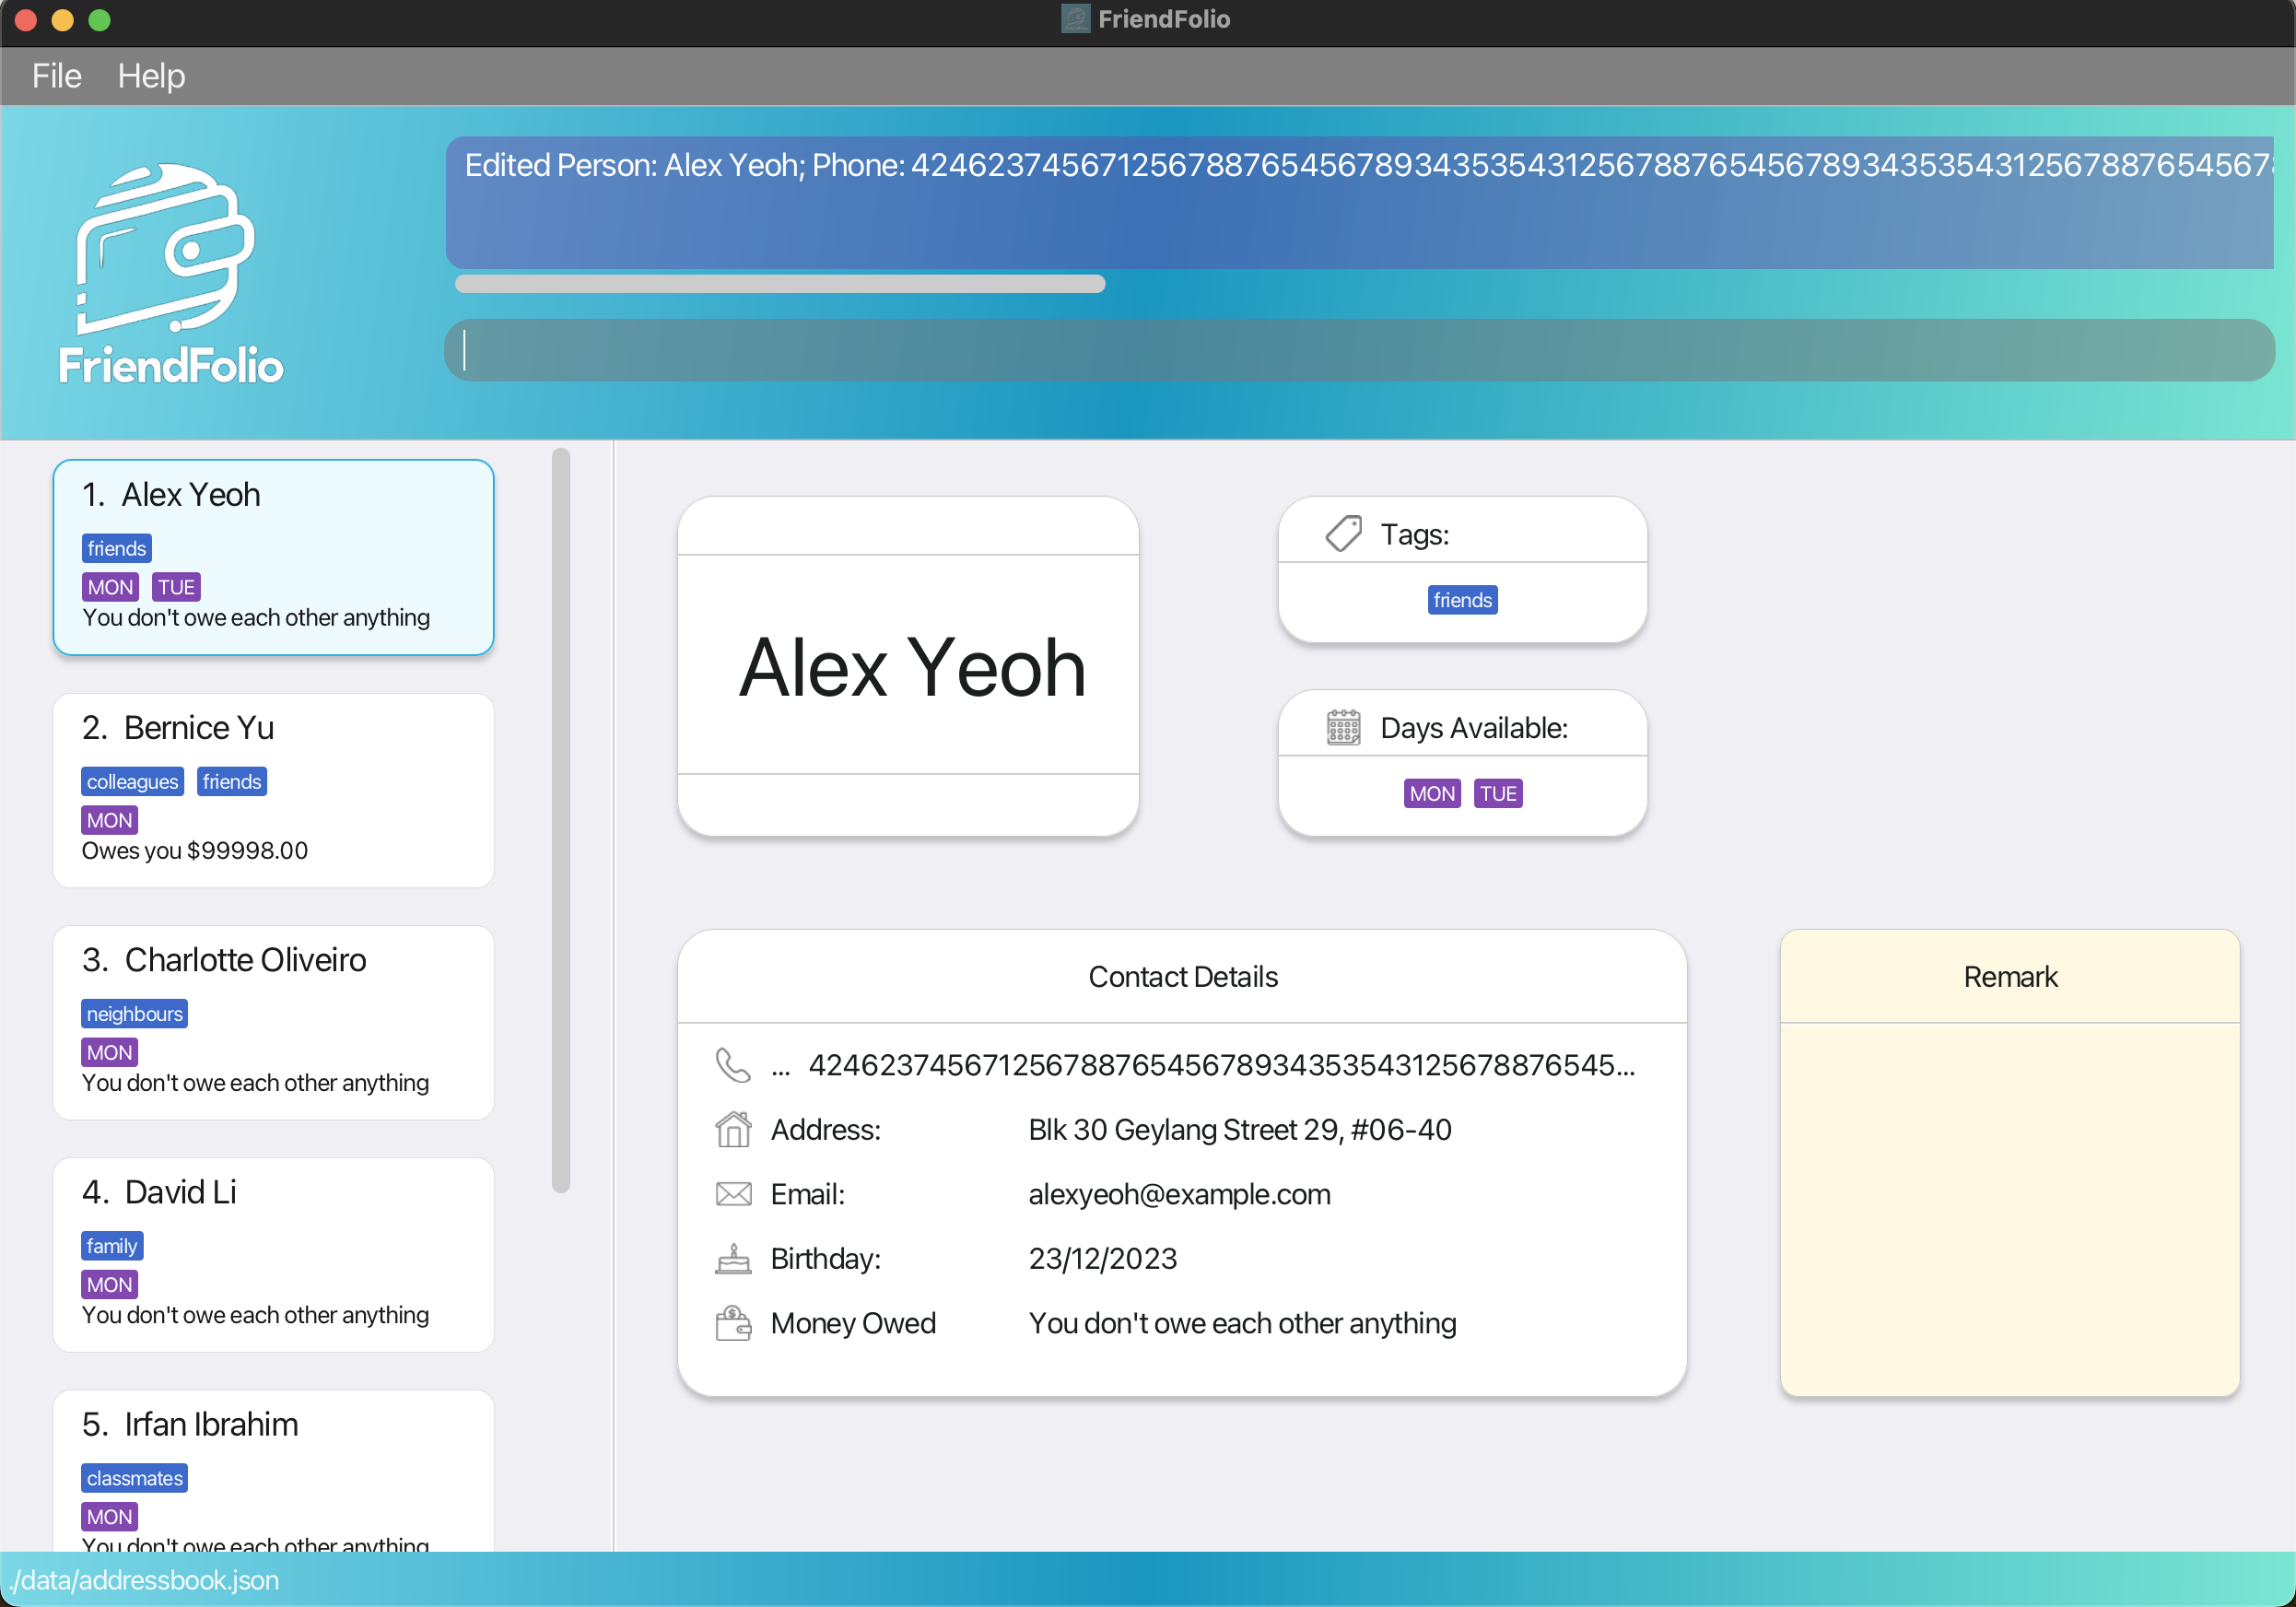 FriendFolio
File Help
Edited Person: Alex Yeoh; Phone: 4246237456712567887654567893435354312567887654567893435354312567887654567
FriendFolio
1. Alex Yeoh
friends
MON TUE
You don't owe each other anything
2. Bernice Yu
colleagues friends
MON
Owes you $99998.00
3. Charlotte Oliveiro
neighbours
MON
You don't owe each other anything
4. David Li
family
MON
You don't owe each other anything
5. Irfan Ibrahim
classmates
MON
You don't owe each other anything
Alex Yeoh
Tags:
friends
Days Available:
MON TUE
Contact Details
... 4246237456712567887654567893435354312567887 6545...
Address: Blk 30 Geylang Street 29, #06-40
Email: alexyeoh@example.com
Birthday: 23/12/2023
Money Owed You don't owe each other anything
Remark
./data/addressbook.json